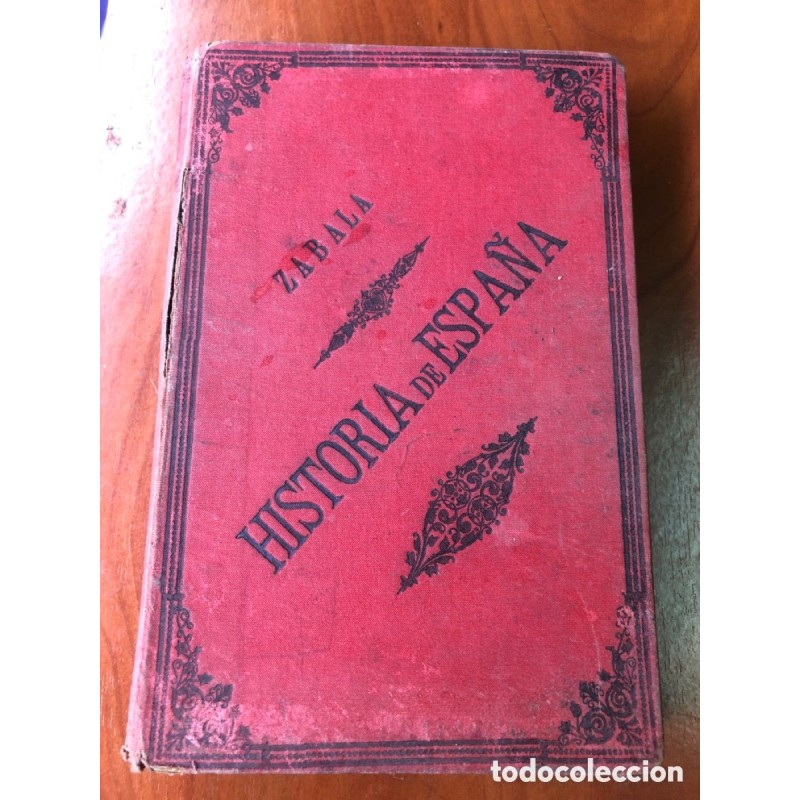 ZABALA
HISTORIA DE ESPAÑA
todocoleccion